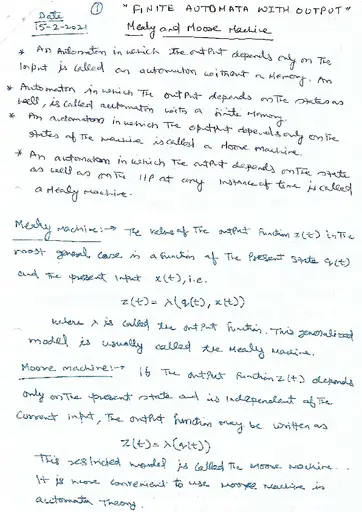 Date
15-2-2021
①
"FINITE AUTOMATA WITH OUTPUT"
Mealy and Moore Machine
* An Automaton in which the output depends only on the
Input is called an automaton without a Memory. An
* Automaton in which the output depends on the states as
well, is called automaton with a finite Memory.
* An automaton in which the output depends only on the
states of the machine is called a Moore Machine.
* An automaton in which the output depends on the state
as well as on the I/P at any instance of time is called
a Mealy machine.
Mealy Machine:→ The value of the output function z(t) in the
most general case is a function of the present state q(t)
and the present input x(t), i.e.
z(t) = λ(q(t), x(t))
where λ is called the output function. This generalized
model is usually called the Mealy Machine.
Moore machine:→ If the output function z(t) depends
only on the present state and is independent of the
current input, the output function may be written as
z(t) = λ(q(t))
This restricted model is called the Moore machine.
It is more convenient to use Moore machine in
automata Theory.